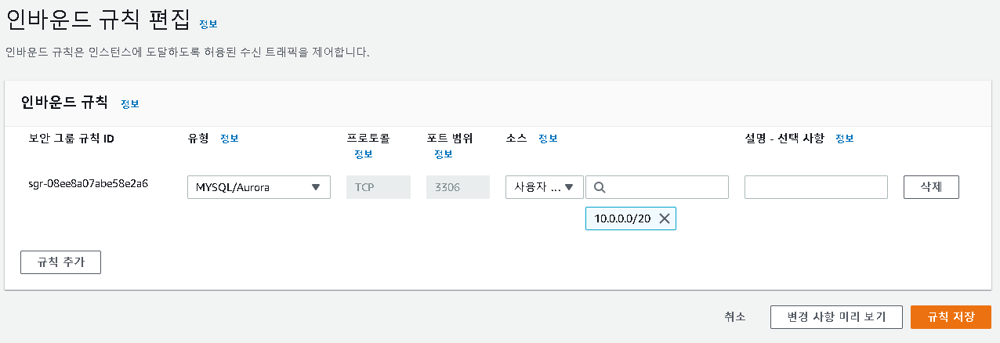 인바운드 규칙 편집 정보
인바운드 규칙은 인스턴스에 도달하도록 허용된 수신 트래픽을 제어합니다.
인바운드 규칙 정보
보안 그룹 규칙 ID 유형 정보 프로토콜 정보 포트 범위 정보 소스 정보 설명 - 선택 사항 정보
sgr-08ee8a07abe58e2a6 MYSQL/Aurora TCP 3306 사용자 ... 삭제
10.0.0.0/20
규칙 추가
취소 변경 사항 미리 보기 규칙 저장